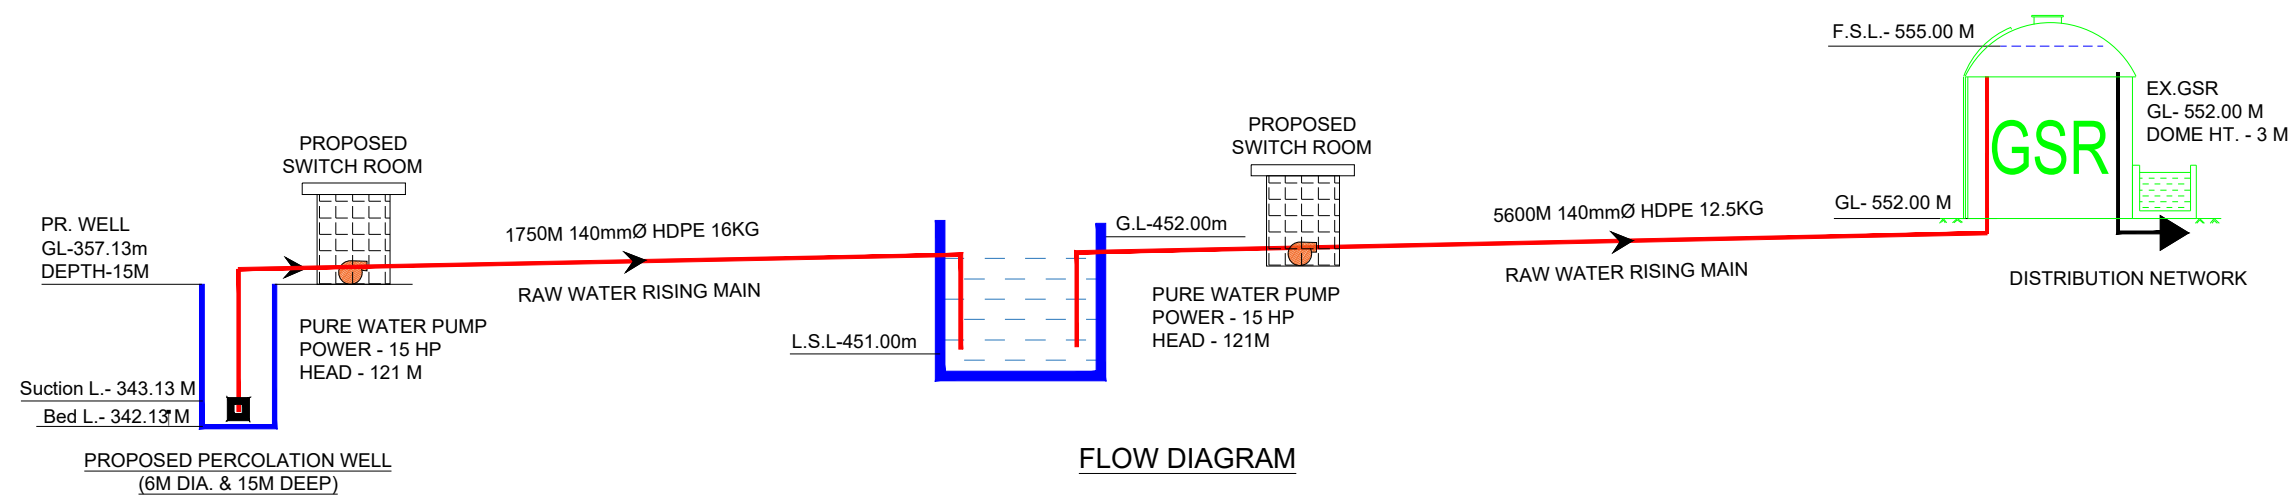 PR. WELL
GL-357.13m
DEPTH-15M
Suction L.- 343.13 M
Bed L.- 342.13 M
PROPOSED PERCOLATION WELL
(6M DIA. & 15M DEEP)
PROPOSED
SWITCH ROOM
PURE WATER PUMP
POWER - 15 HP
HEAD - 121 M
1750M 140mmØ HDPE 16KG
RAW WATER RISING MAIN
L.S.L-451.00m
G.L-452.00m
PROPOSED
SWITCH ROOM
PURE WATER PUMP
POWER - 15 HP
HEAD - 121M
5600M 140mmØ HDPE 12.5KG
RAW WATER RISING MAIN
F.S.L.- 555.00 M
GL- 552.00 M
GSR
EX.GSR
GL- 552.00 M
DOME HT. - 3 M
DISTRIBUTION NETWORK
FLOW DIAGRAM